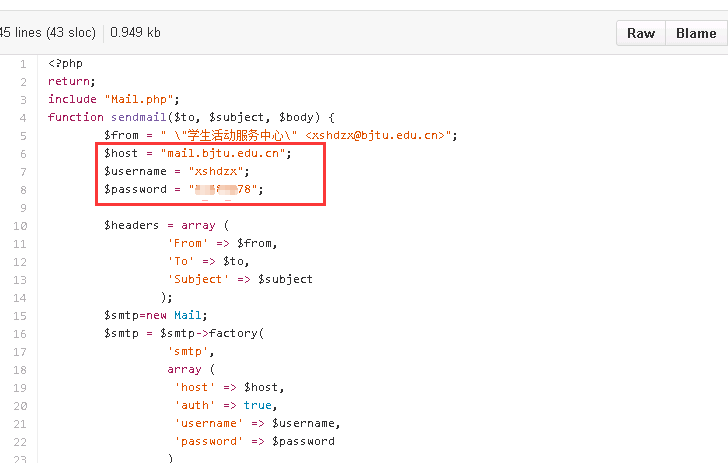 45 lines (43 sloc) 0.949 kb Raw Blame
1 <?php
2 return;
3 include "Mail.php";
4 function sendmail($to, $subject, $body) {
5 $from = " \"学生活动服务中心\" <xshdzx@bjtu.edu.cn>";
6 $host = "mail.bjtu.edu.cn";
7 $username = "xshdzx";
8 $password = "78";
9
10 $headers = array (
11 'From' => $from,
12 'To' => $to,
13 'Subject' => $subject
14 );
15 $smtp=new Mail;
16 $smtp = $smtp->factory(
17 'smtp',
18 array (
19 'host' => $host,
20 'auth' => true,
21 'username' => $username,
22 'password' => $password
23 )